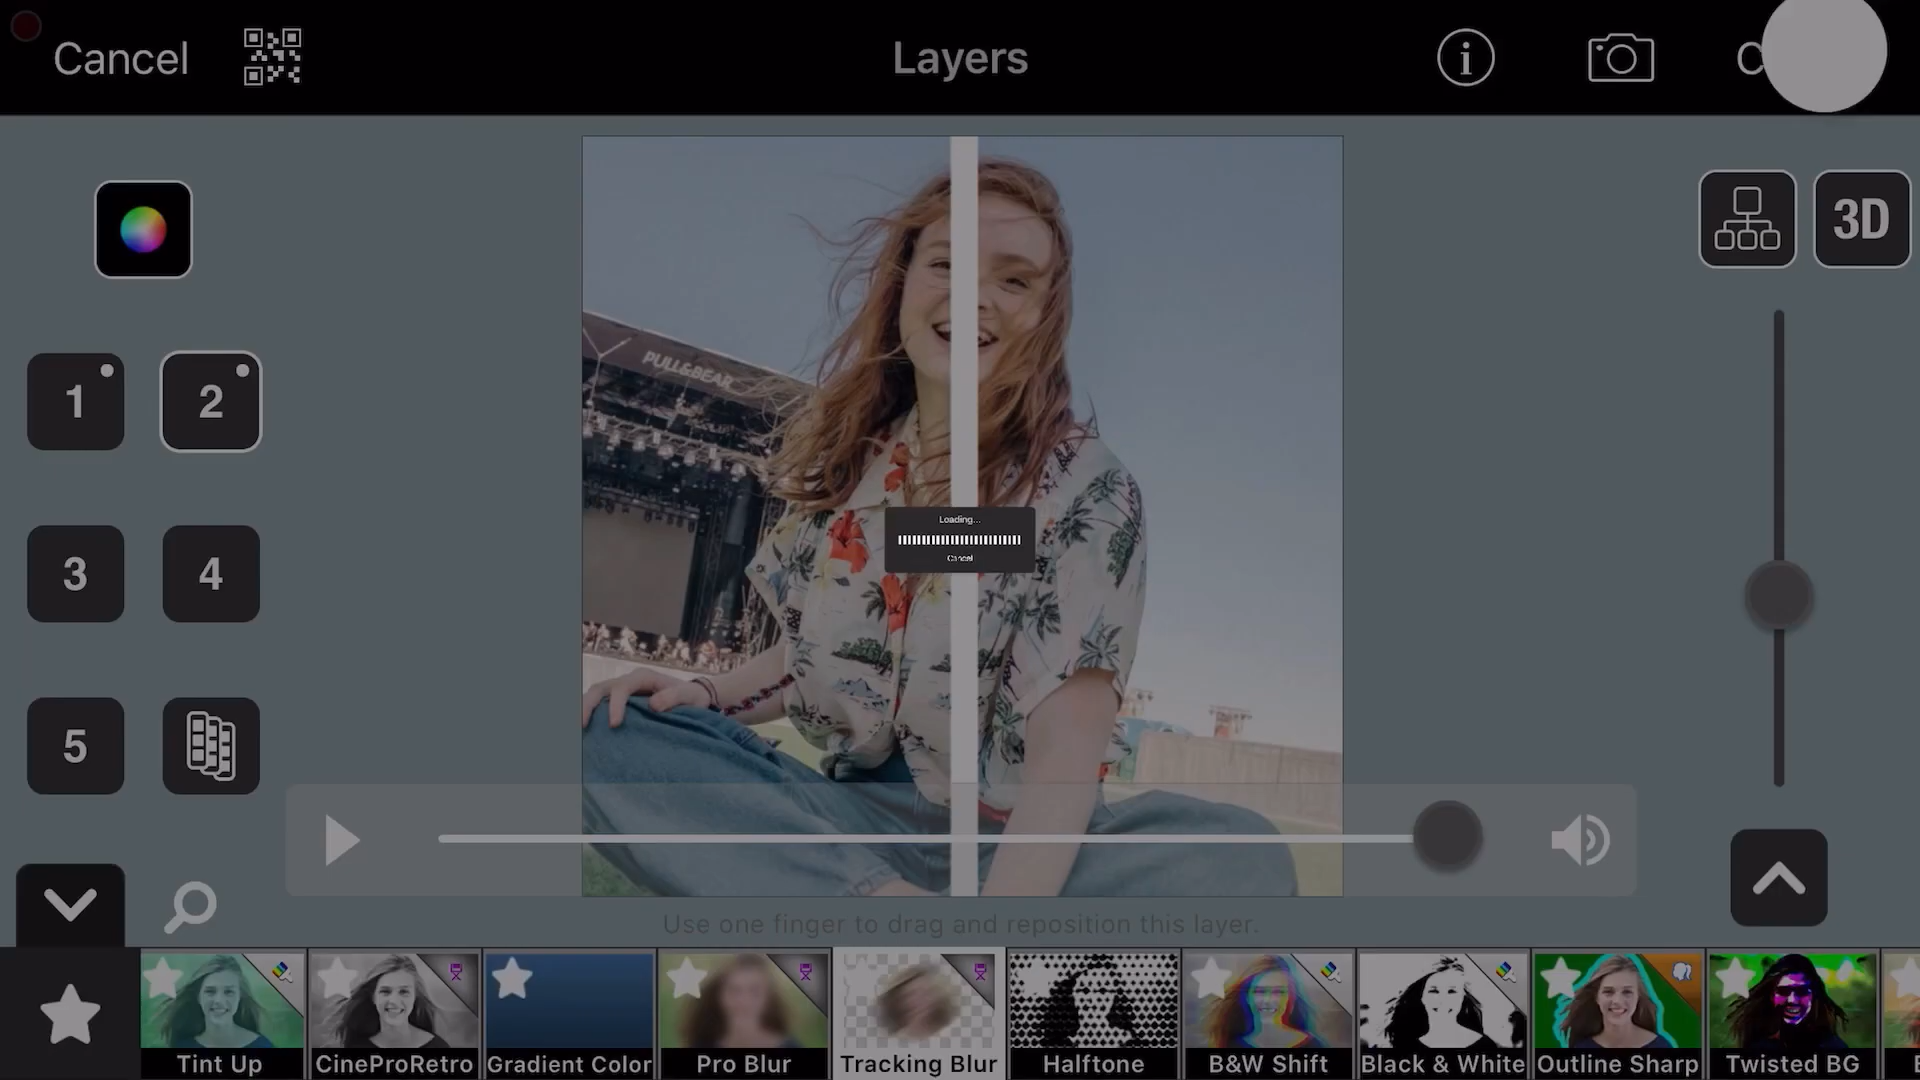 Cancel
Layers
3D
1
2
3
4
5
PULL&BEAR
Loading...
Cancel
Use one finger to drag and reposition this layer.
Tint Up
CineProRetro
Gradient Color
Pro Blur
Tracking Blur
Halftone
B&W Shift
Black & White
Outline Sharp
Twisted BG